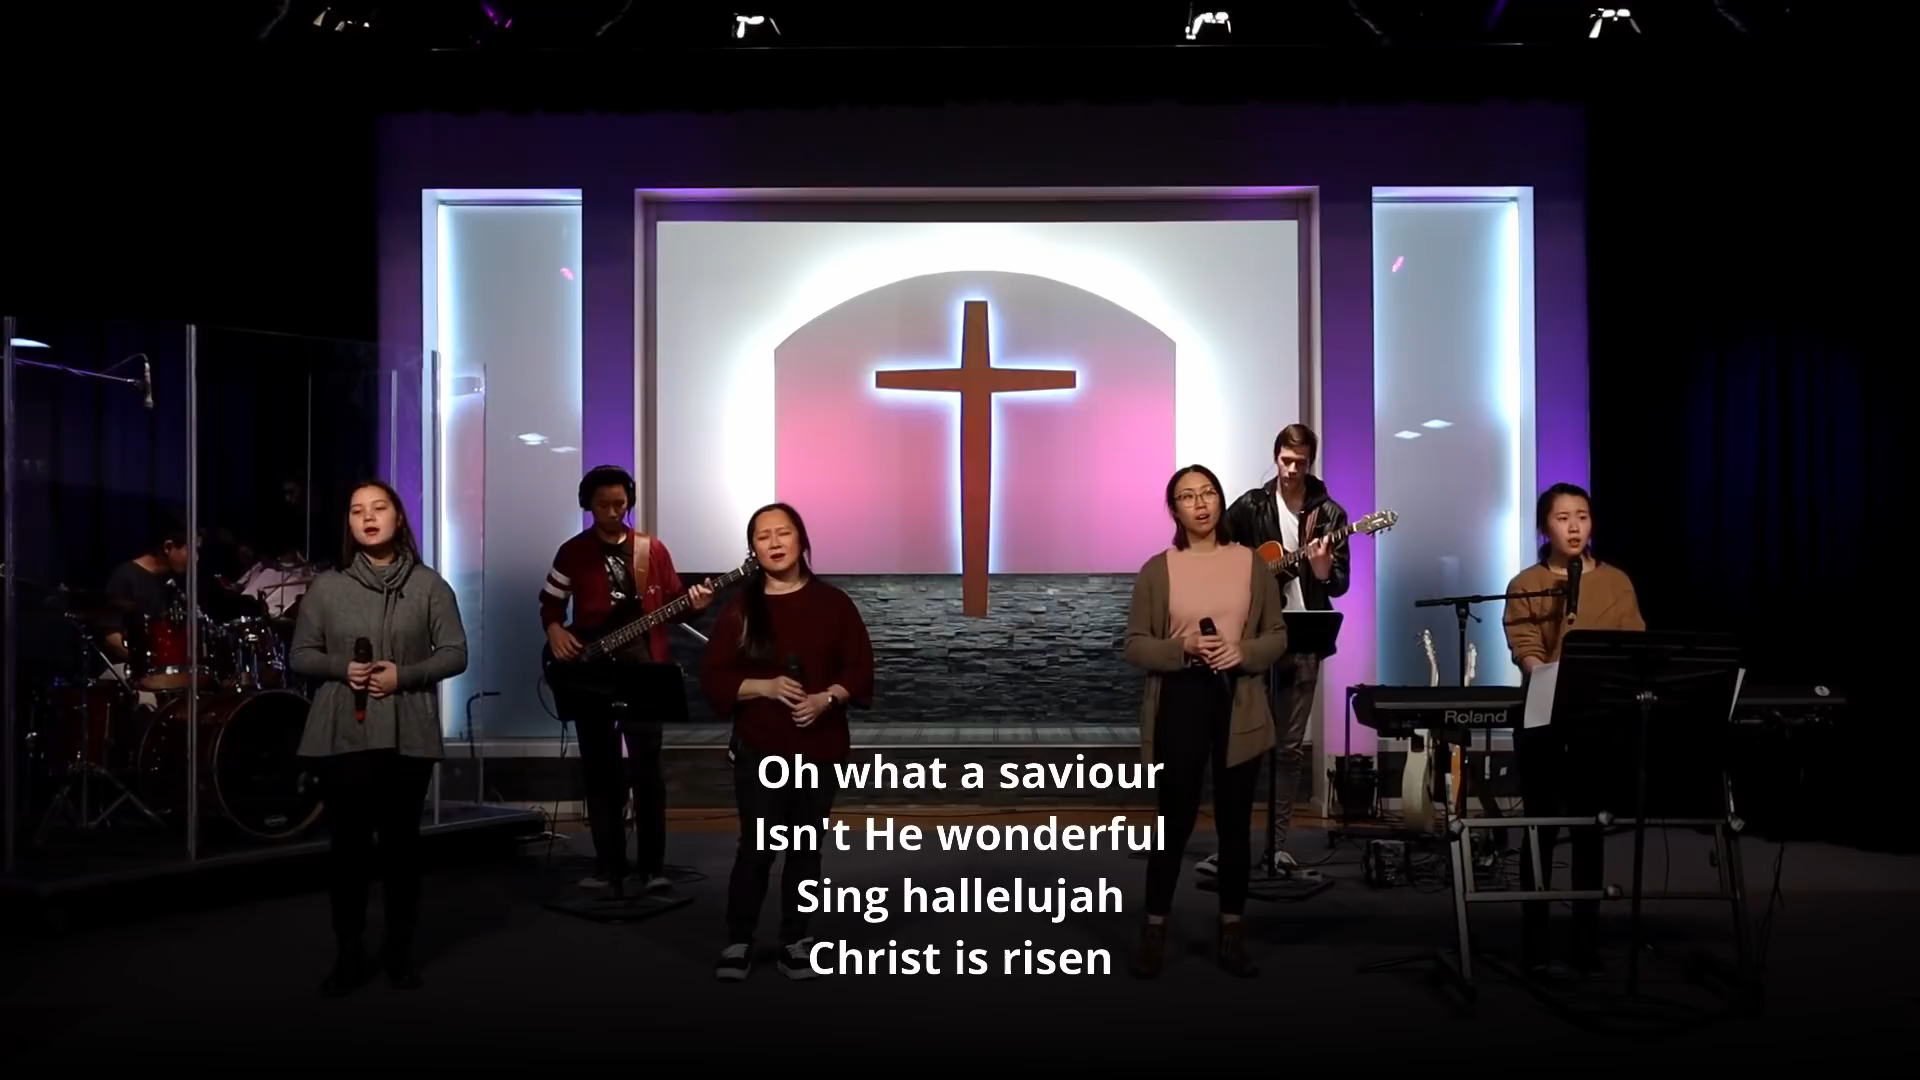 Roland
Oh what a saviour
Isn't He wonderful
Sing hallelujah
Christ is risen